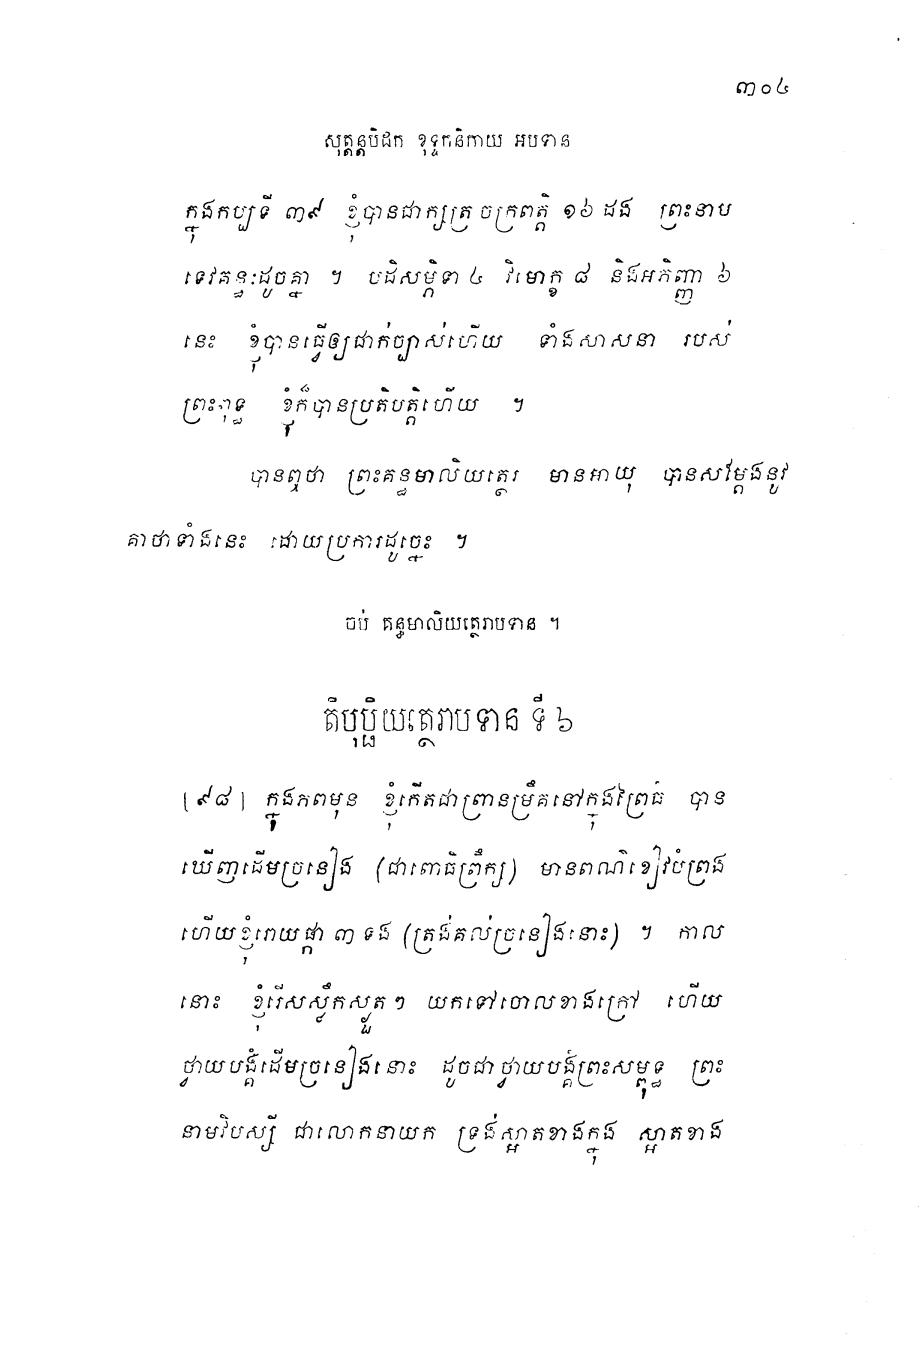 ៣០៤
សុត្តន្តបិដក ខុទ្ទកនិកាយ អបទាន
ក្នុងកប្បទី ៣៩ ខ្ញុំបានជាក្សត្រ ចក្រពត្តិ ១៦ ដង ព្រះនាម
ទេវគន្ធៈដូចគ្នា ។ បដិសម្ភិទា ៤ វិមោក្ខ ៨ និងអភិញ្ញា ៦
នេះ ខ្ញុំបានធ្វើឲ្យជាក់ច្បាស់ហើយ ទាំងសាសនា របស់
ព្រះពុទ្ធ ខ្ញុំក៏បានប្រតិបត្តិហើយ ។
បានឮថា ព្រះគន្ធមាលិយត្ថេរ មានអាយុ បានសម្តែងនូវ
គាថាទាំងនេះ ដោយប្រការដូច្នេះ ។
ចប់ គន្ធមាលិយត្ថេរាបទាន ។
តិបុប្ផិយត្ថេរាបទាន ទី ៦
[៩៨] ក្នុងភពមុន ខ្ញុំកើតជាព្រានម្រឹគនៅក្នុងព្រៃធំ បាន
ឃើញដើមច្រនៀង (ជាពោធិព្រឹក្ស) មានពណ៌ខៀវបំព្រង
ហើយខ្ញុំរោយផ្កា ៣ ទង (ត្រង់គល់ច្រនៀងនោះ) ។ កាល
នោះ ខ្ញុំរើសស្លឹកស្ងួត ៗ យកទៅចោលខាងក្រៅ ហើយ
ថ្វាយបង្គំដើមច្រនៀងនោះ ដូចជាថ្វាយបង្គំព្រះសម្ពុទ្ធ ព្រះ
នាមវិបស្សី ជាលោកនាយក ទ្រង់ស្អាតខាងក្នុង ស្អាតខាង